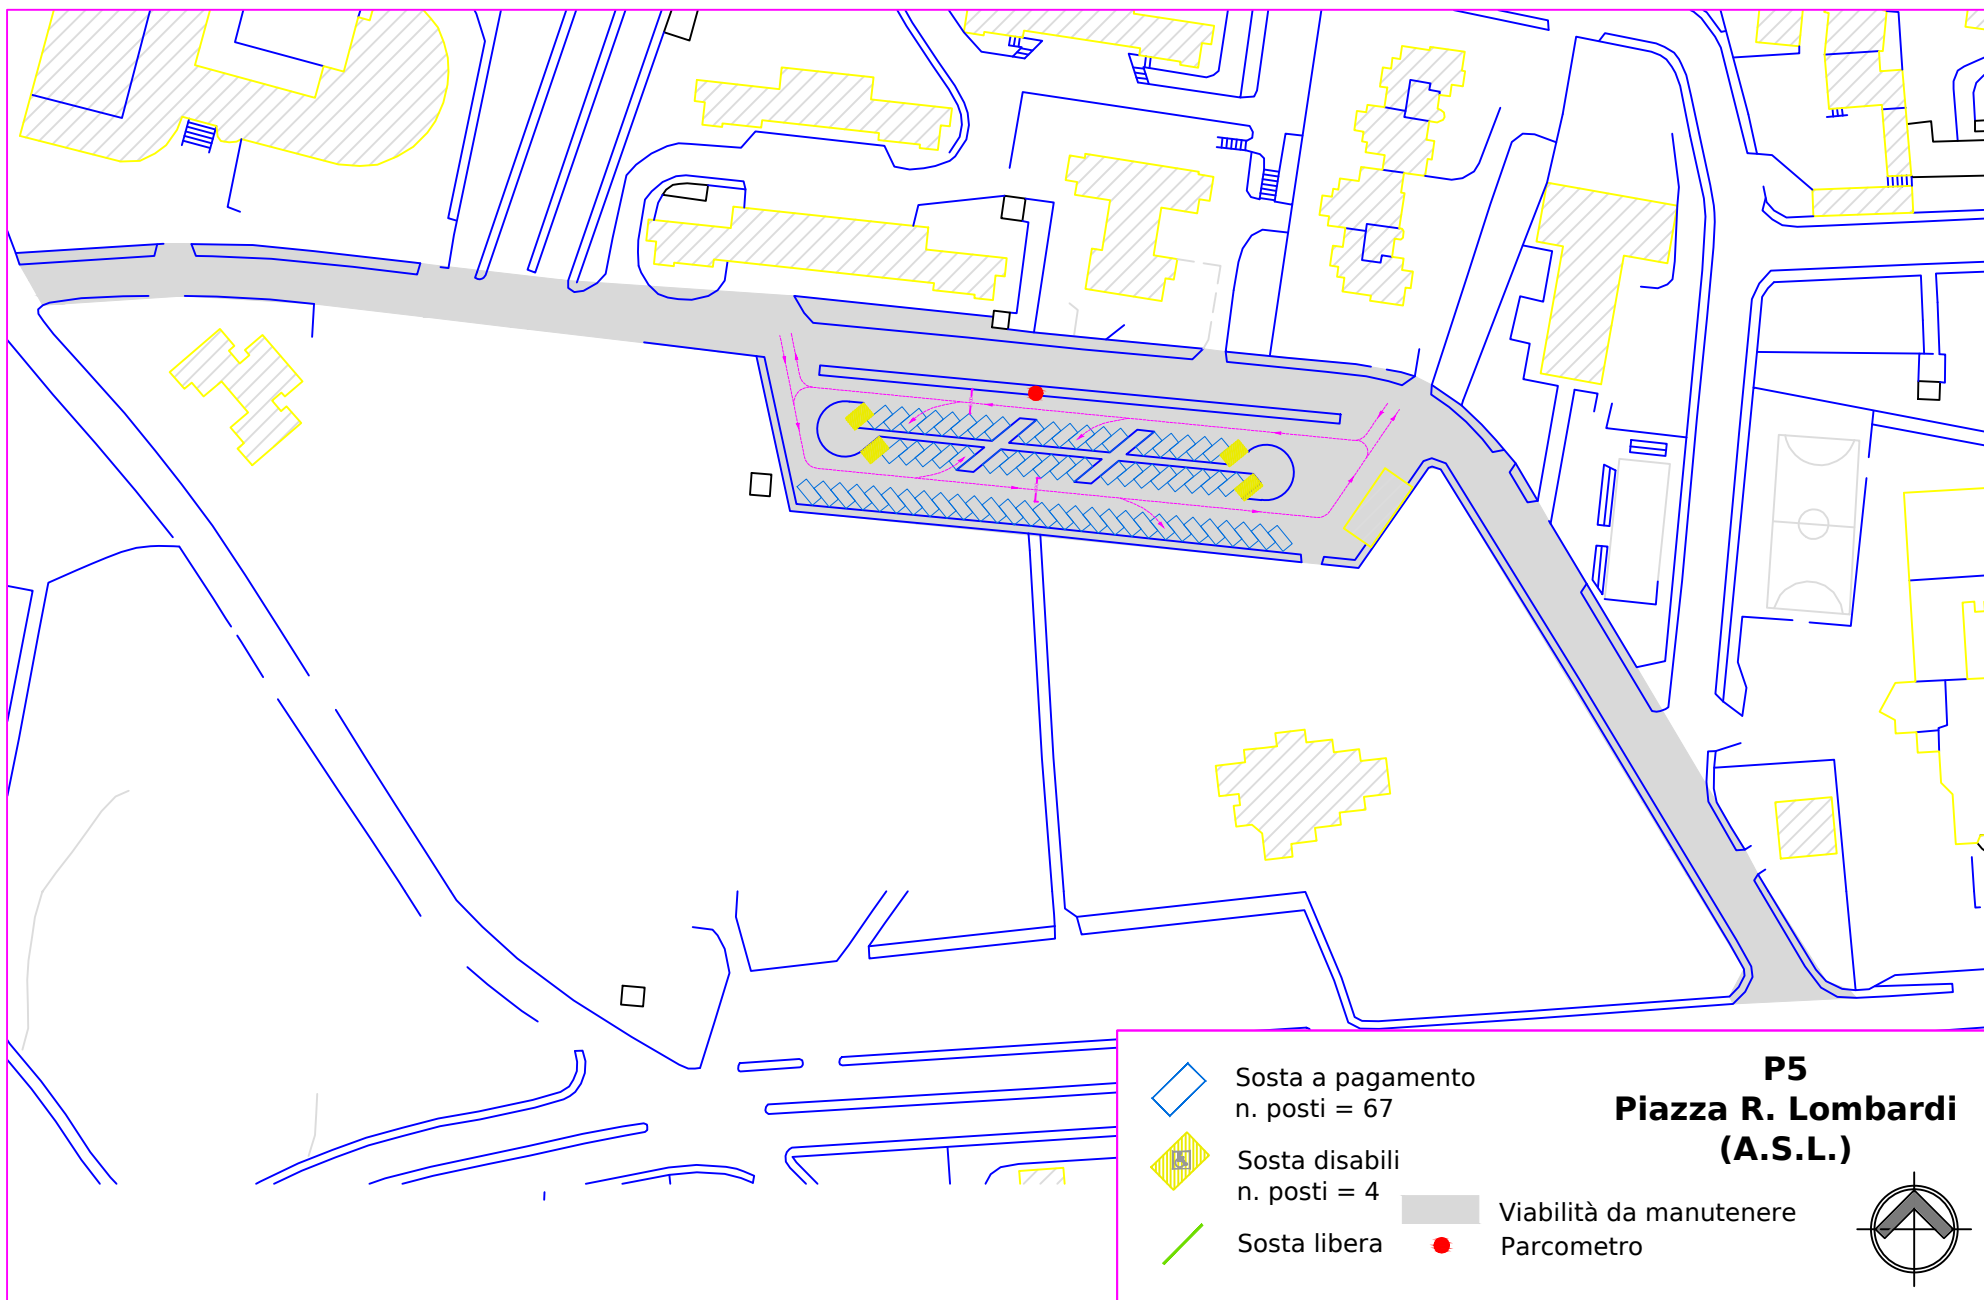 P5
Piazza R. Lombardi
(A.S.L.)
Sosta a pagamento
n. posti = 67
Sosta disabili
n. posti = 4
Sosta libera
Viabilità da manutenere
Parcometro